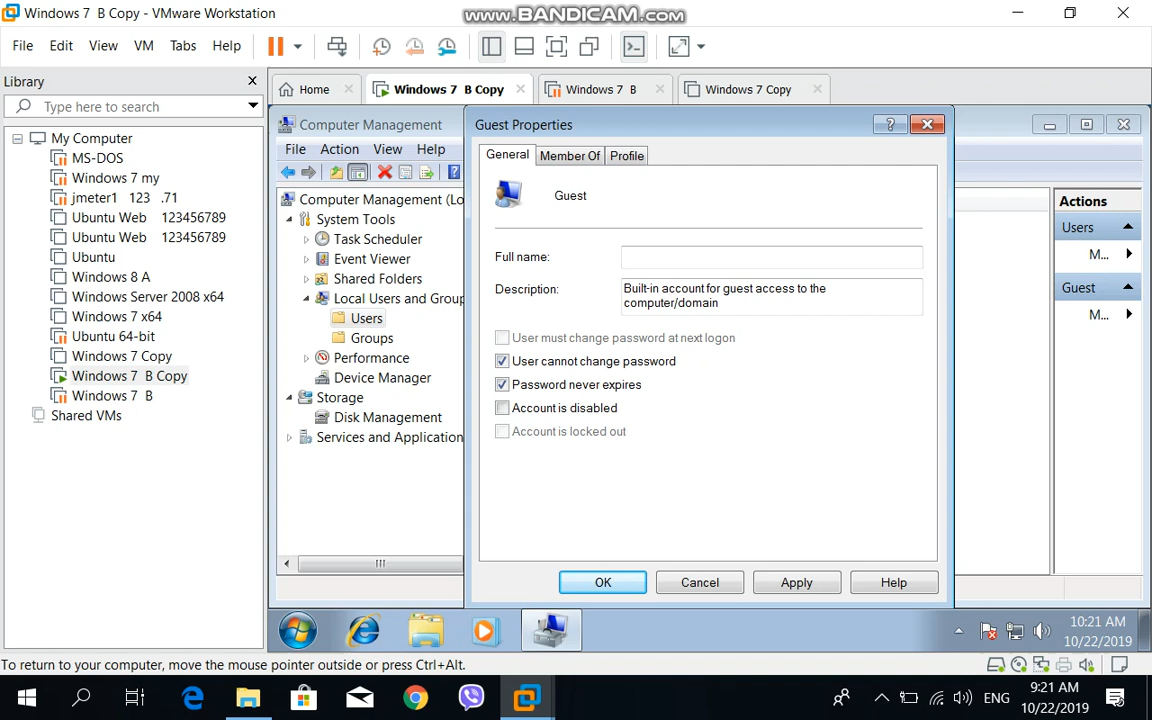 Windows 7  B Copy - VMware Workstation
www.BANDICAM.com
File Edit View VM Tabs Help
Library
Type here to search
My Computer
MS-DOS
Windows 7 my
jmeter1  123  .71
Ubuntu Web  123456789
Ubuntu Web  123456789
Ubuntu
Windows 8 A
Windows Server 2008 x64
Windows 7 x64
Ubuntu 64-bit
Windows 7 Copy
Windows 7  B Copy
Windows 7  B
Shared VMs
Home
Windows 7  B Copy
Windows 7  B
Windows 7 Copy
Computer Management
File Action View Help
Computer Management (Lo
System Tools
Task Scheduler
Event Viewer
Shared Folders
Local Users and Group
Users
Groups
Performance
Device Manager
Storage
Disk Management
Services and Application
Guest Properties
General Member Of Profile
Guest
Full name:
Description:
Built-in account for guest access to the
computer/domain
User must change password at next logon
User cannot change password
Password never expires
Account is disabled
Account is locked out
OK Cancel Apply Help
Actions
Users
M...
Guest
M...
10:21 AM
10/22/2019
To return to your computer, move the mouse pointer outside or press Ctrl+Alt.
ENG
9:21 AM
10/22/2019